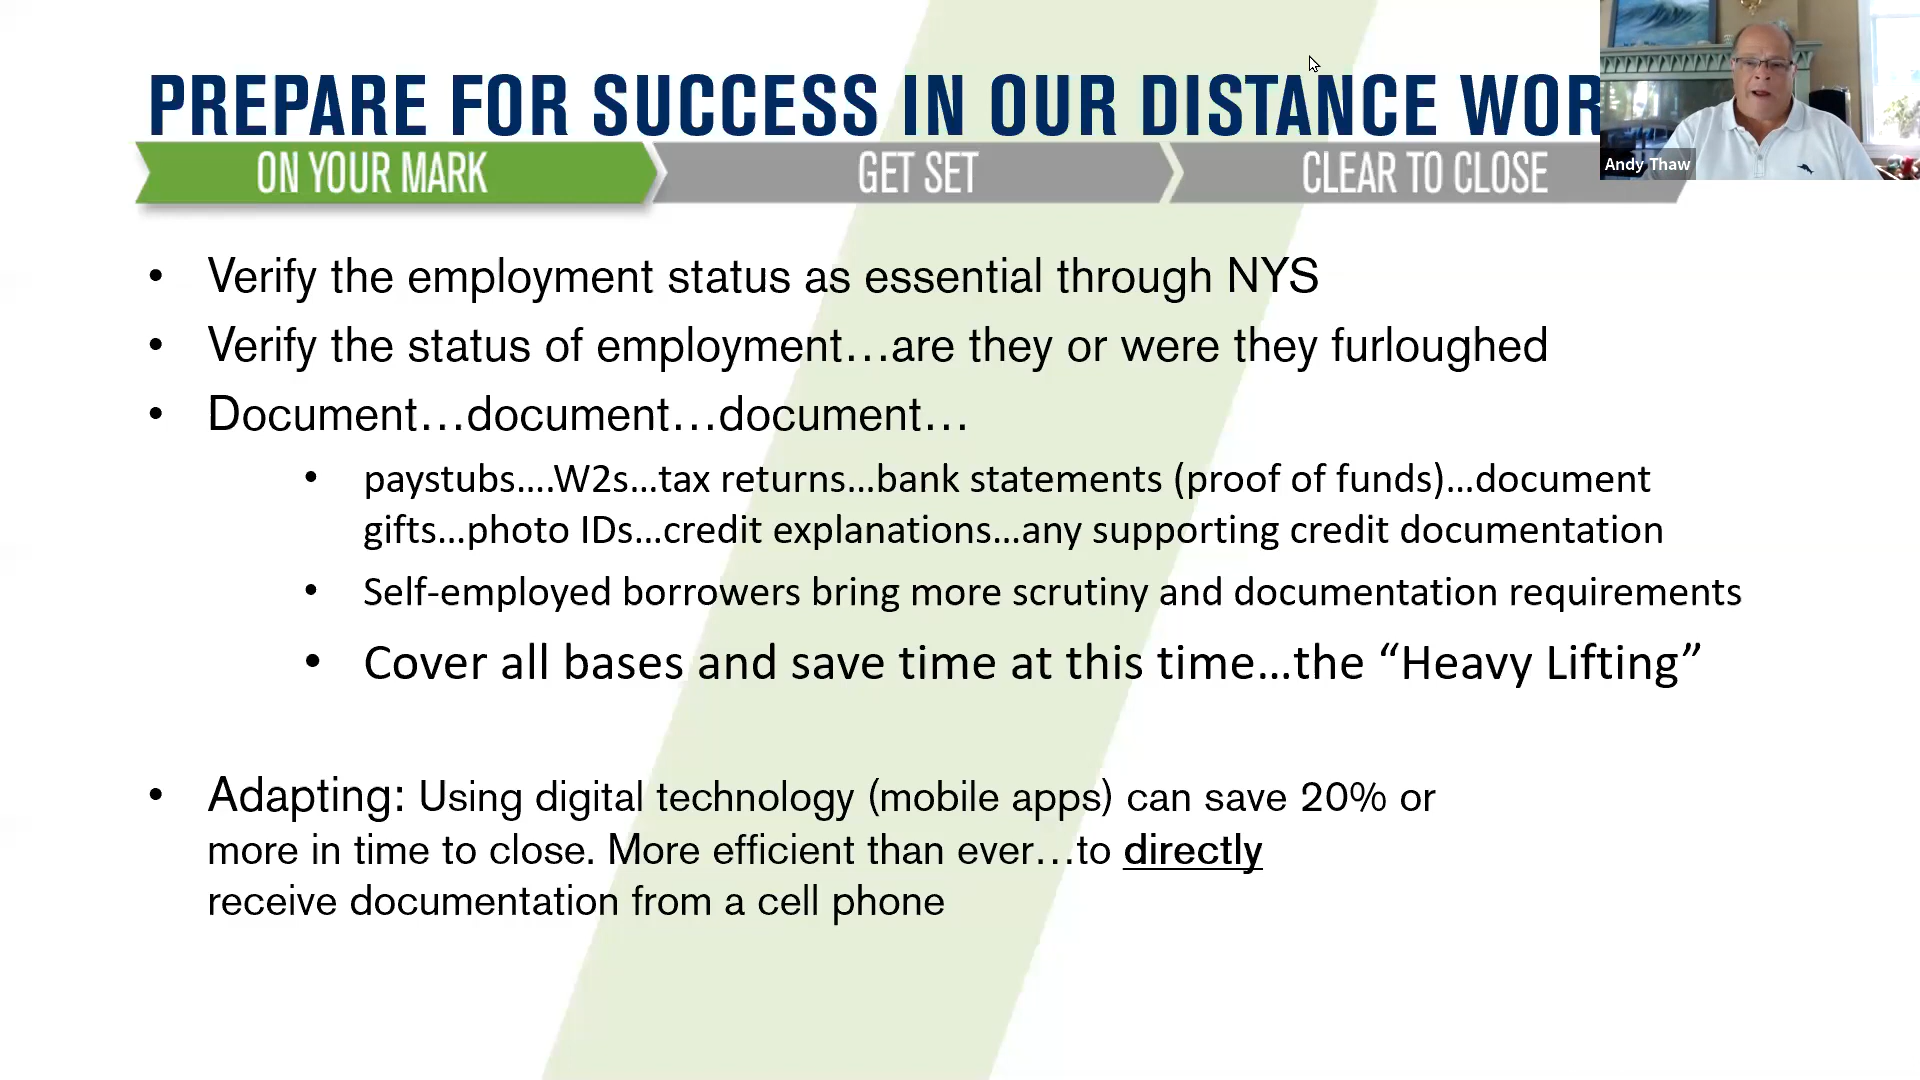 PREPARE FOR SUCCESS IN OUR DISTANCE
Andy Thaw
ON YOUR MARK
GET SET
CLEAR TO CLOSE
• Verify the employment status as essential through NYS
• Verify the status of employment…are they or were they furloughed
• Document…document…document…
• paystubs….W2s…tax returns…bank statements (proof of funds)…document
gifts…photo IDs…credit explanations…any supporting credit documentation
• Self-employed borrowers bring more scrutiny and documentation requirements
• Cover all bases and save time at this time…the “Heavy Lifting”
• Adapting: Using digital technology (mobile apps) can save 20% or
more in time to close. More efficient than ever…to directly
receive documentation from a cell phone